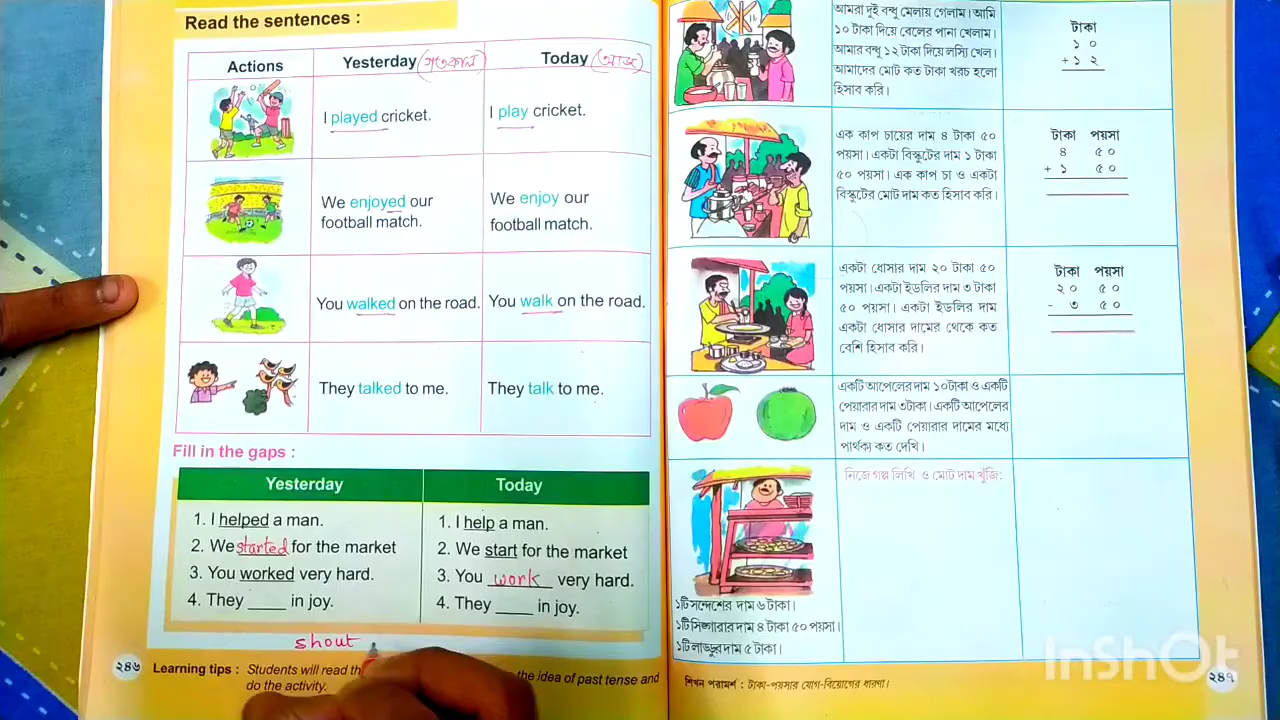 Read the sentences :
Actions
Yesterday (গতকাল)
Today (আজ)
I played cricket.
I play cricket.
We enjoyed our
football match.
We enjoy our
football match.
You walked on the road.
You walk on the road.
They talked to me.
They talk to me.
Fill in the gaps :
Yesterday
Today
1. I helped a man.
2. We started for the market
3. You worked very hard.
4. They ____ in joy.
1. I help a man.
2. We start for the market
3. You work very hard.
4. They ____ in joy.
shout
২৪৬
Learning tips : Students will read th
the idea of past tense and
do the activity.
আমরা দুই বন্ধু মেলায় গেলাম। আমি
১০ টাকা দিয়ে বেলের পানা খেলাম।
আমার বন্ধু ১২ টাকা দিয়ে লস্যি খেল।
আমাদের মোট কত টাকা খরচ হলো
হিসাব করি।
টাকা
১ ০
+ ১ ২
এক কাপ চায়ের দাম ৪ টাকা ৫০
পয়সা। একটা বিস্কুটের দাম ১ টাকা
৫০ পয়সা। এক কাপ চা ও একটা
বিস্কুটের মোট দাম কত হিসাব করি।
টাকা পয়সা
৪ ৫ ০
+ ১ ৫ ০
একটা ধোসার দাম ২০ টাকা ৫০
পয়সা। একটা ইডলির দাম ৩ টাকা
৫০ পয়সা। একটা ইডলির দাম
একটা ধোসার দামের থেকে কত
বেশি হিসাব করি।
টাকা পয়সা
২ ০ ৫ ০
- ৩ ৫ ০
একটি আপেলের দাম ১০টাকা ও একটি
পেয়ারার দাম ৩টাকা। একটি আপেলের
দাম ও একটি পেয়ারার দামের মধ্যে
পার্থক্য কত দেখি।
নিজে গল্প লিখি ও মোট দাম খুঁজি:
১টি সন্দেশের দাম ৬ টাকা।
১টি সিঙ্গারার দাম ৪ টাকা ৫০ পয়সা।
১টি লাড্ডুর দাম ৫ টাকা।
শিখন পরামর্শ : টাকা-পয়সার যোগ-বিয়োগের ধারণা।
২৪৭
InShOt